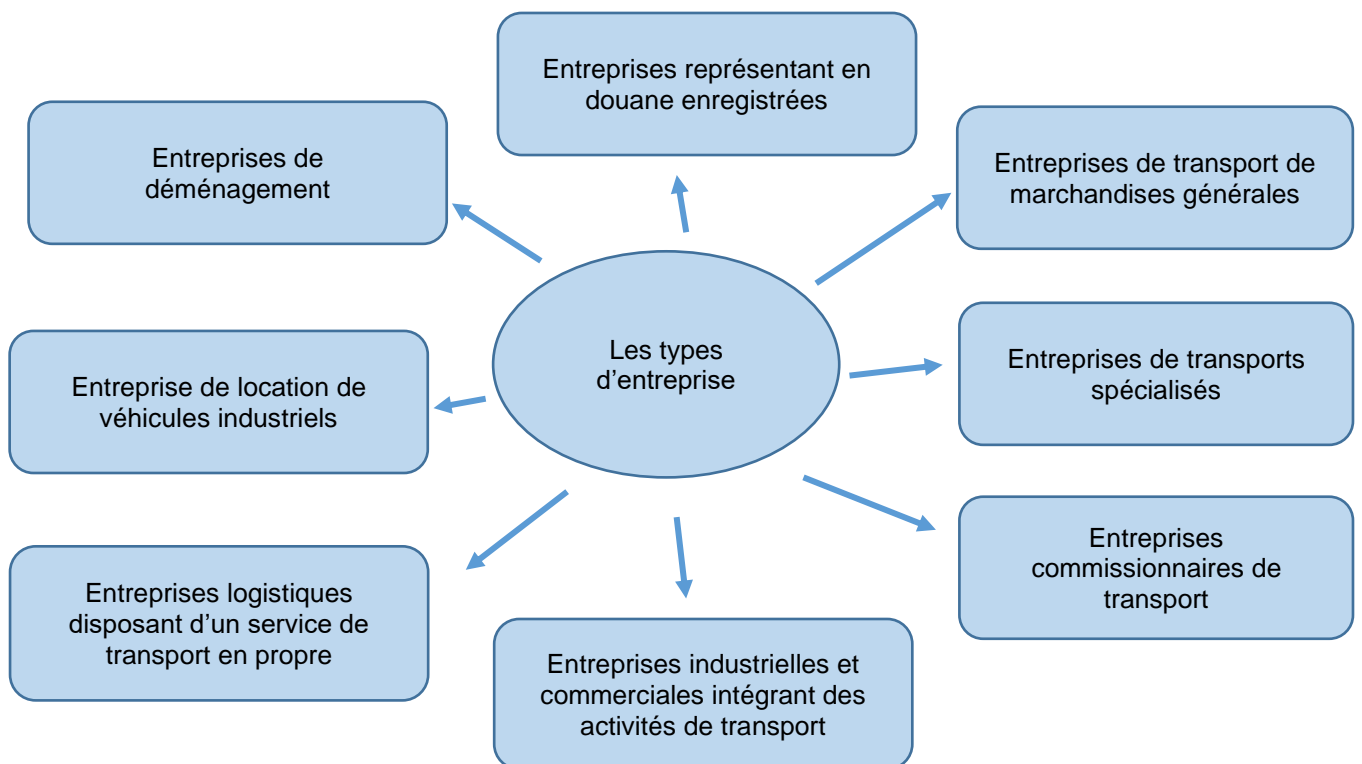 Entreprises représentant en
douane enregistrées
Entreprises de
déménagement
Entreprises de transport de
marchandises générales
Les types
d’entreprise
Entreprises de transports
spécialisés
Entreprise de location de
véhicules industriels
Entreprises
commissionnaires de
transport
Entreprises logistiques
disposant d’un service de
transport en propre
Entreprises industrielles et
commerciales intégrant des
activités de transport